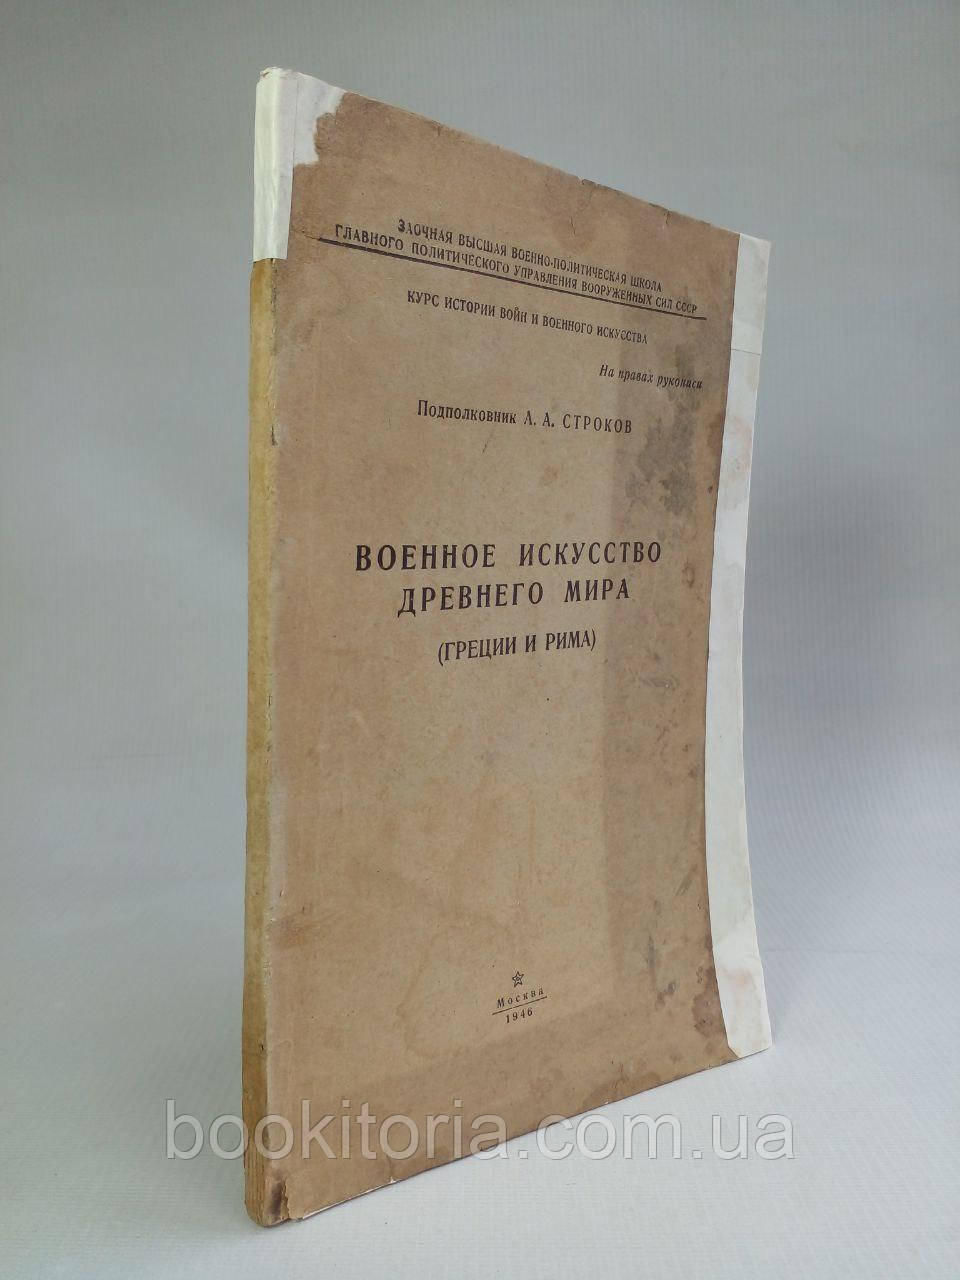 ЗАОЧНАЯ ВЫСШАЯ ВОЕННО-ПОЛИТИЧЕСКАЯ ШКОЛА
ГЛАВНОГО ПОЛИТИЧЕСКОГО УПРАВЛЕНИЯ ВООРУЖЕННЫХ СИЛ СССР
КУРС ИСТОРИИ ВОЙН И ВОЕННОГО ИСКУССТВА
На правах рукописи
Подполковник А. А. СТРОКОВ
ВОЕННОЕ ИСКУССТВО
ДРЕВНЕГО МИРА
(ГРЕЦИИ И РИМА)
Москва
1946
bookitoria.com.ua